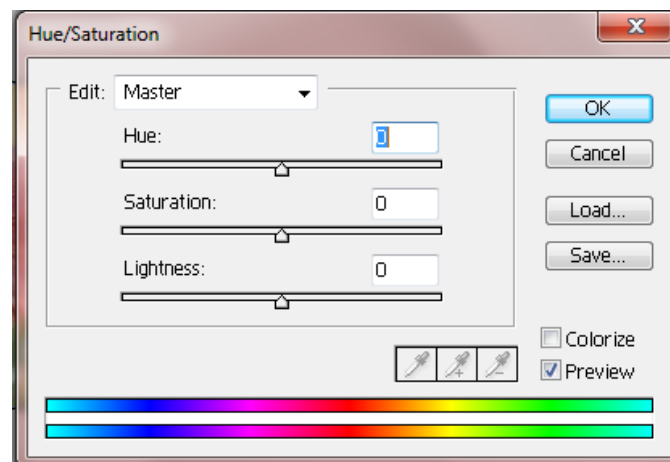 Hue/Saturation
Edit: Master
Hue: 0
Saturation: 0
Lightness: 0
OK
Cancel
Load...
Save...
Colorize
Preview